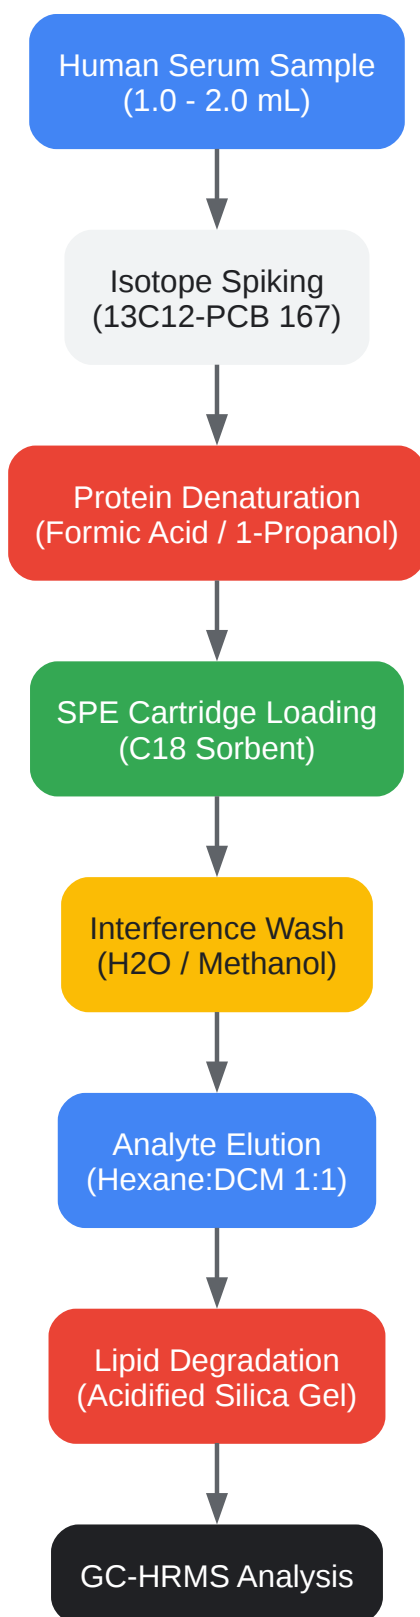 Human Serum Sample
(1.0 - 2.0 mL)
Isotope Spiking
(13C12-PCB 167)
Protein Denaturation
(Formic Acid / 1-Propanol)
SPE Cartridge Loading
(C18 Sorbent)
Interference Wash
(H2O / Methanol)
Analyte Elution
(Hexane:DCM 1:1)
Lipid Degradation
(Acidified Silica Gel)
GC-HRMS Analysis